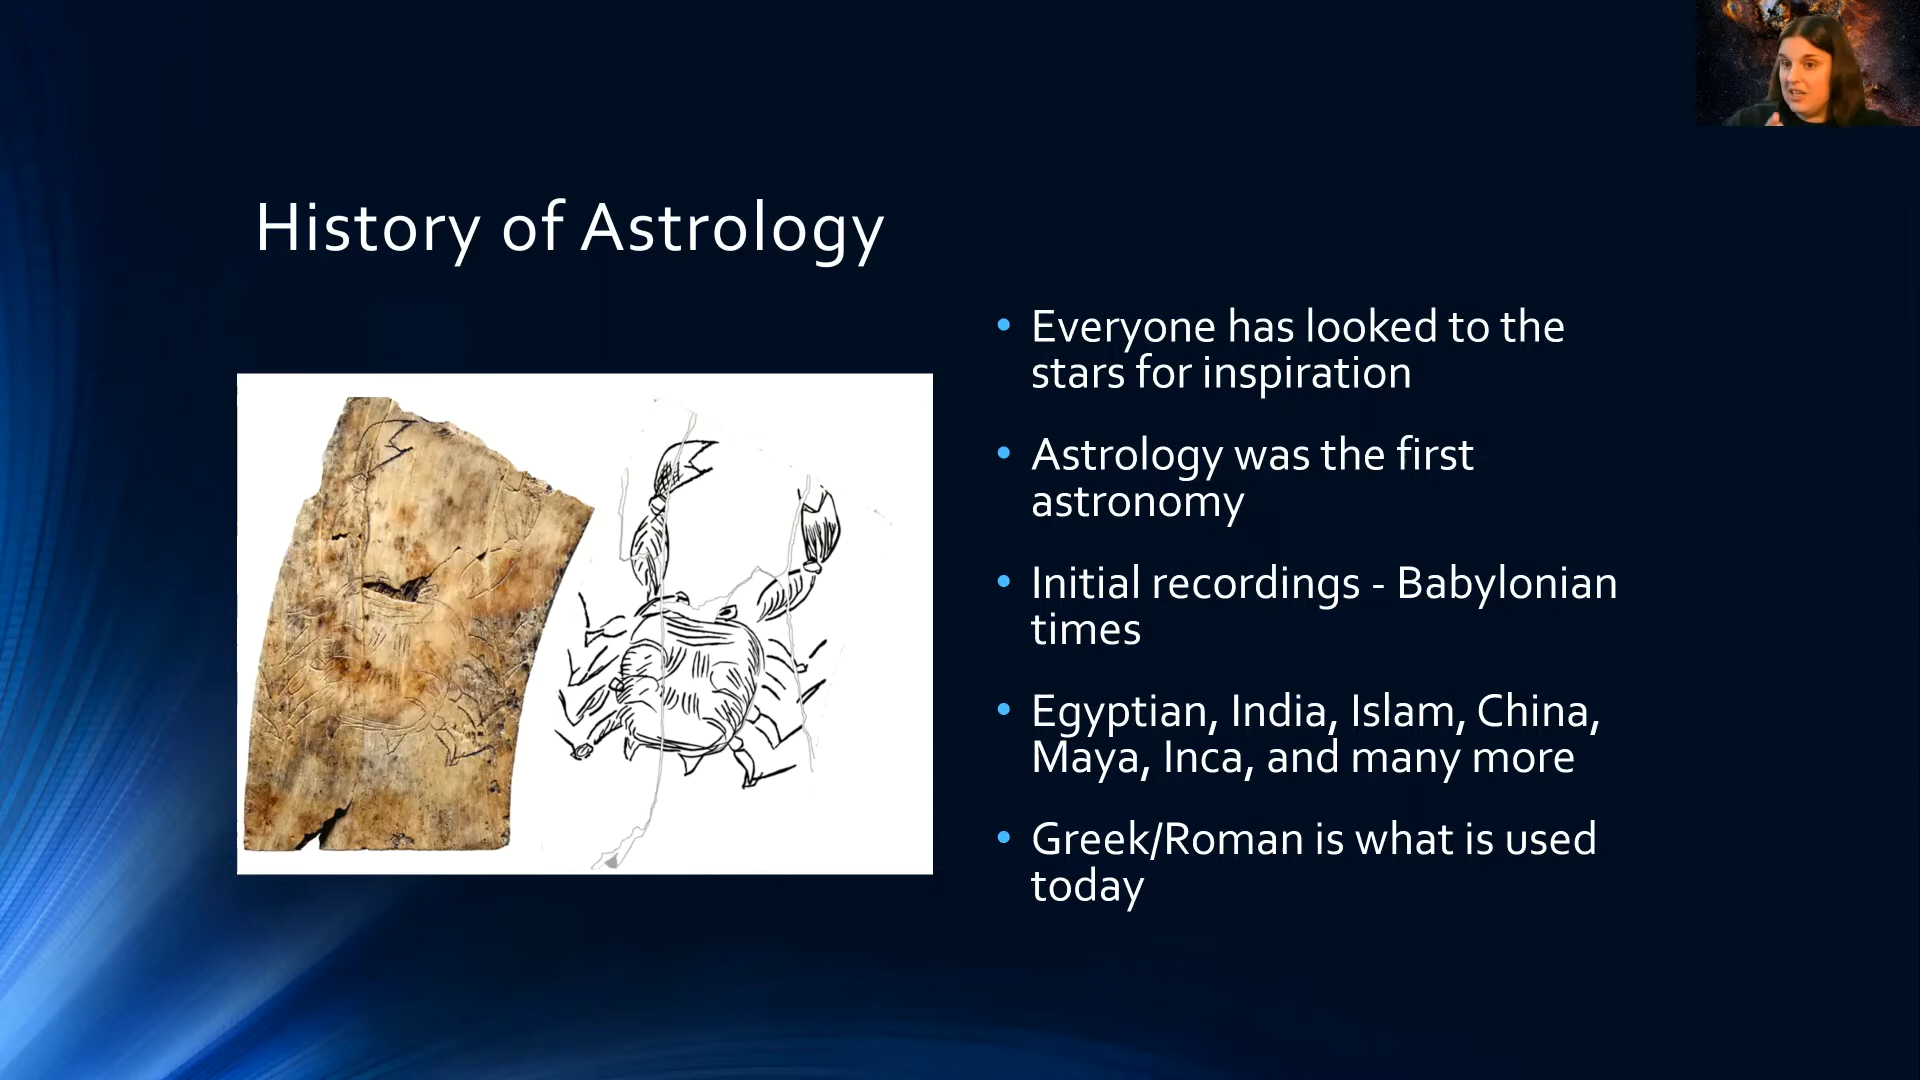 History of Astrology
• Everyone has looked to the
stars for inspiration
• Astrology was the first
astronomy
• Initial recordings - Babylonian
times
• Egyptian, India, Islam, China,
Maya, Inca, and many more
• Greek/Roman is what is used
today